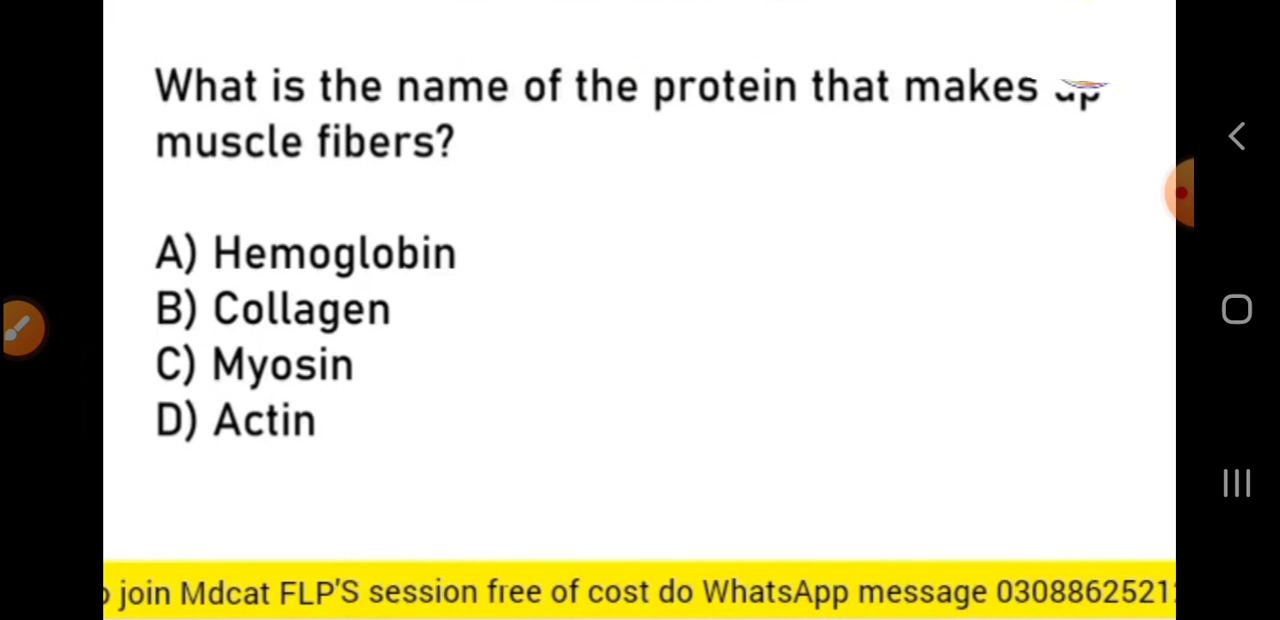 What is the name of the protein that makes up
muscle fibers?
A) Hemoglobin
B) Collagen
C) Myosin
D) Actin
join Mdcat FLP'S session free of cost do WhatsApp message 0308862521